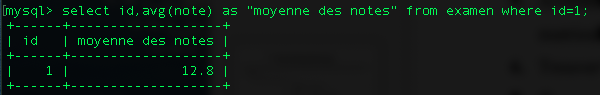 mysql> select id,avg(note) as "moyenne des notes" from examen where id=1;
+------+-------------------+
| id   | moyenne des notes |
+------+-------------------+
|    1 |              12.8 |
+------+-------------------+